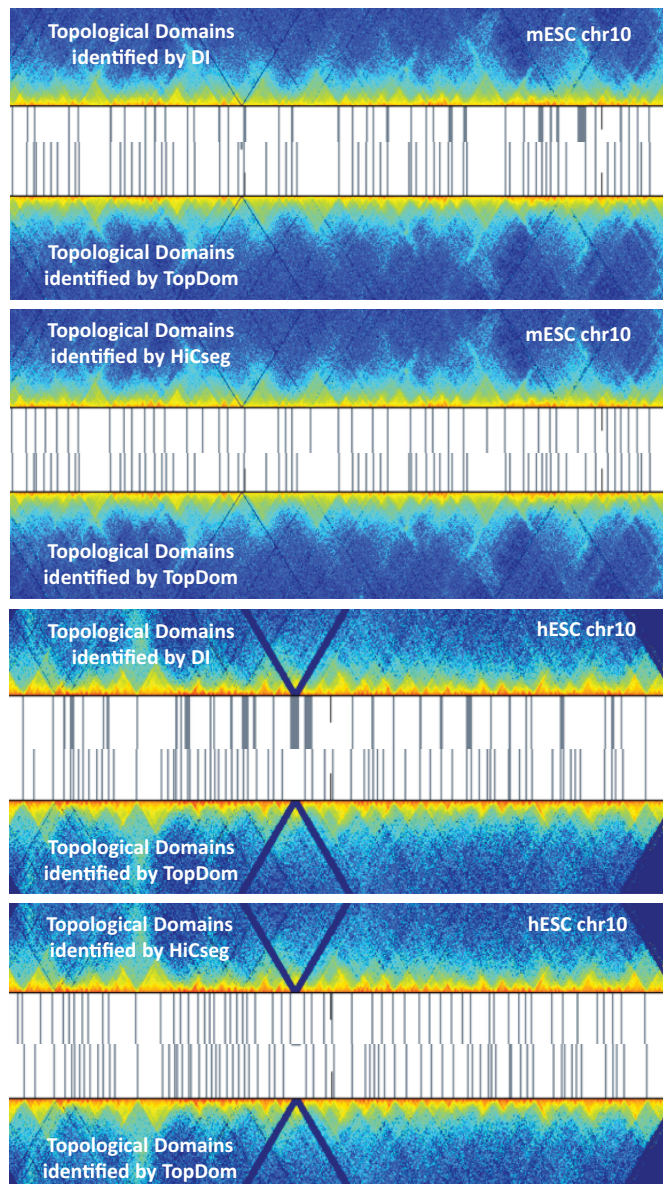 Topological Domains
identified by DI
mESC chr10
Topological Domains
identified by TopDom
Topological Domains
identified by HiCseg
mESC chr10
Topological Domains
identified by TopDom
Topological Domains
identified by DI
hESC chr10
Topological Domains
identified by TopDom
Topological Domains
identified by HiCseg
hESC chr10
Topological Domains
identified by TopDom